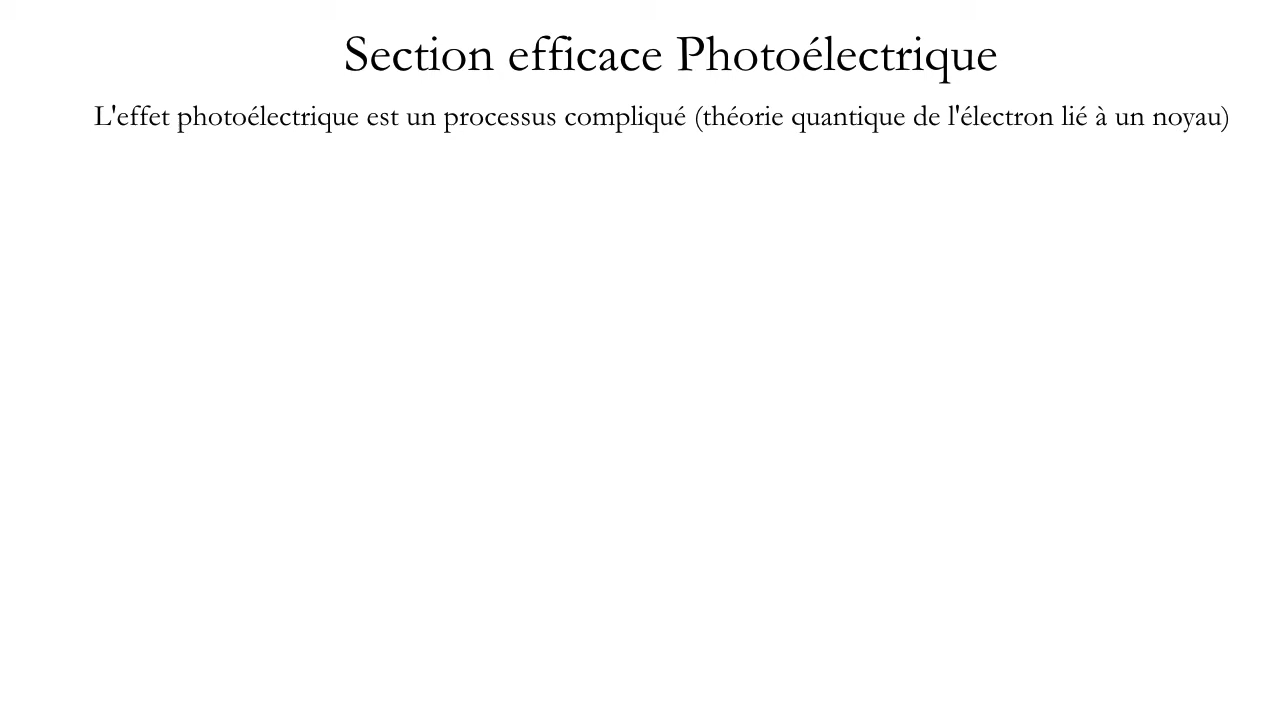 Section efficace Photoélectrique
L'effet photoélectrique est un processus compliqué (théorie quantique de l'électron lié à un noyau)